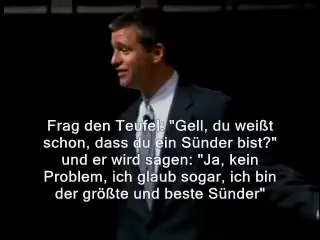 Frag den Teufel: "Gell, du weißt
schon, dass du ein Sünder bist?"
und er wird sagen: "Ja, kein
Problem, ich glaub sogar, ich bin
der größte und beste Sünder"